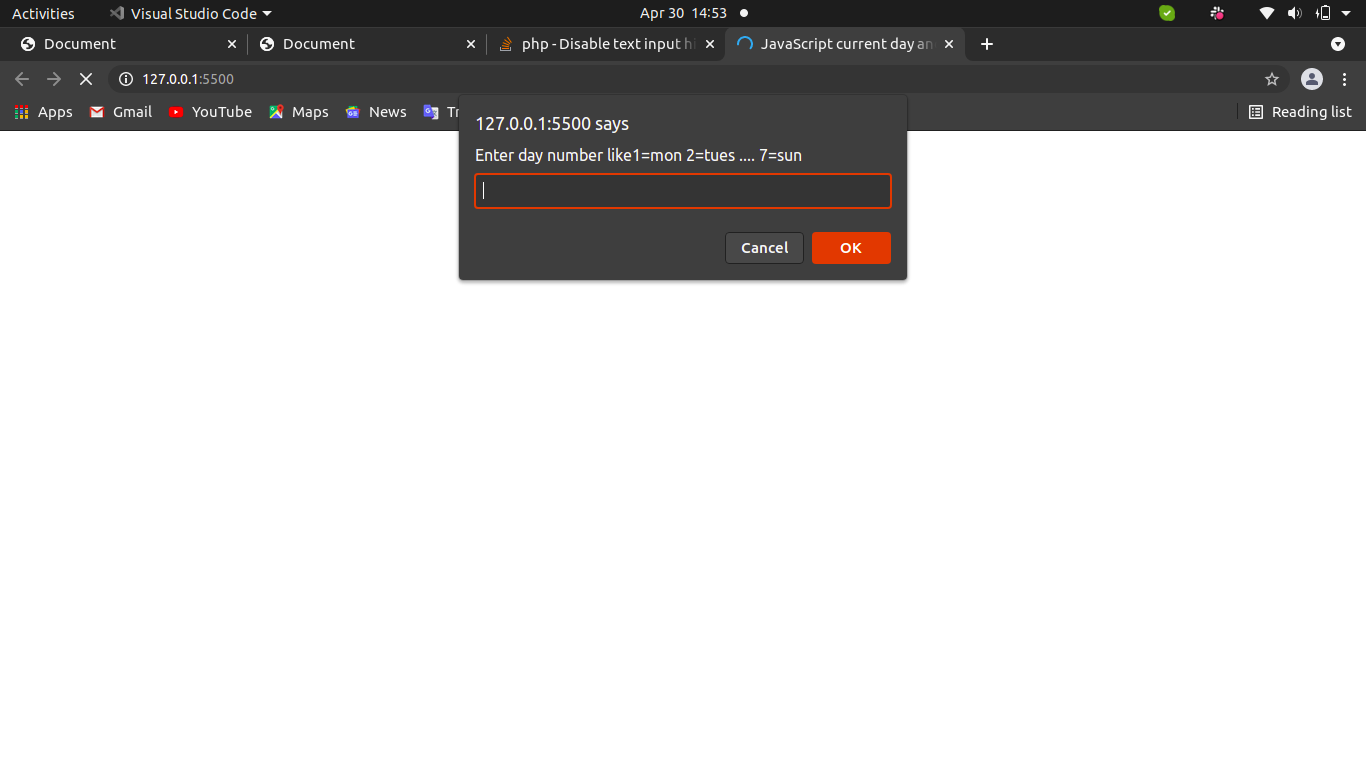 Activities Visual Studio Code Apr 30 14:53
Document Document php - Disable text input hi JavaScript current day an
127.0.0.1:5500
Apps Gmail YouTube Maps News Tr Reading list
127.0.0.1:5500 says
Enter day number like1=mon 2=tues .... 7=sun
Cancel OK